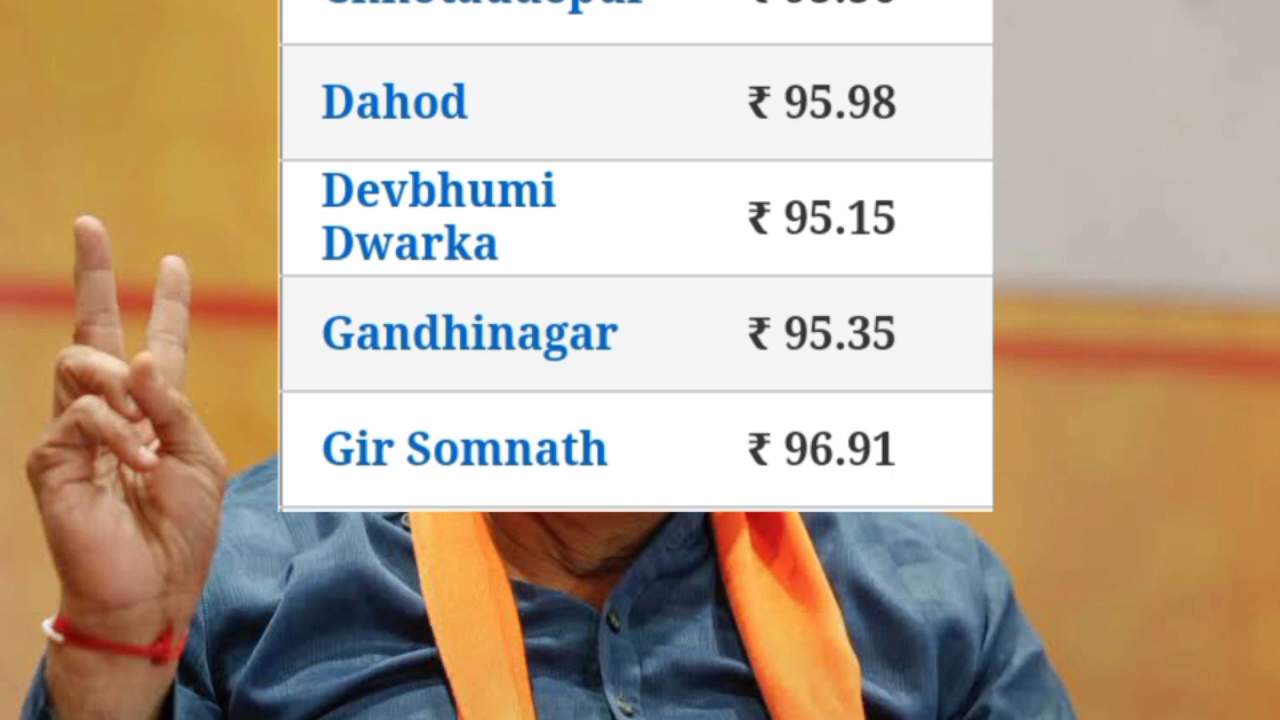 Dahod ₹ 95.98
Devbhumi
Dwarka ₹ 95.15
Gandhinagar ₹ 95.35
Gir Somnath ₹ 96.91